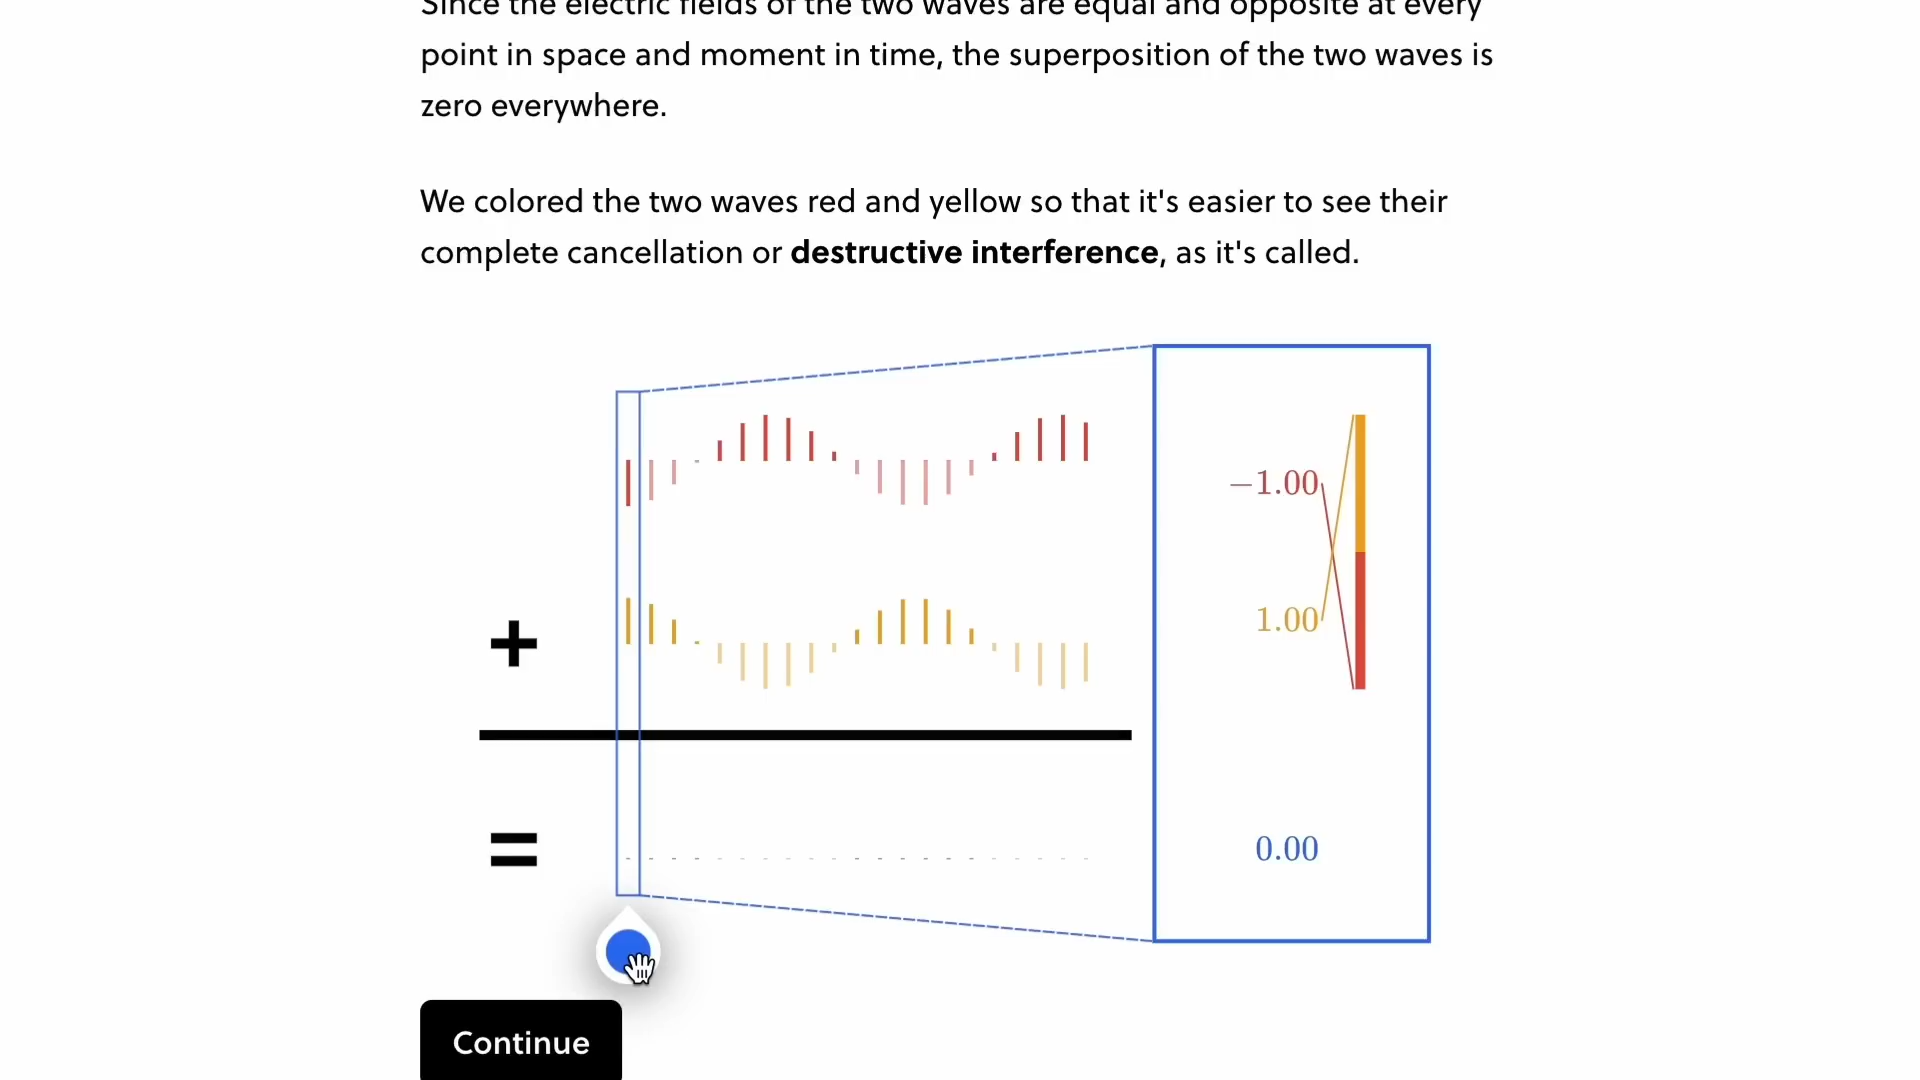 Since the electric fields of the two waves are equal and opposite at every
point in space and moment in time, the superposition of the two waves is
zero everywhere.
We colored the two waves red and yellow so that it's easier to see their
complete cancellation or destructive interference, as it's called.
−1.00
+
1.00
=
0.00
Continue